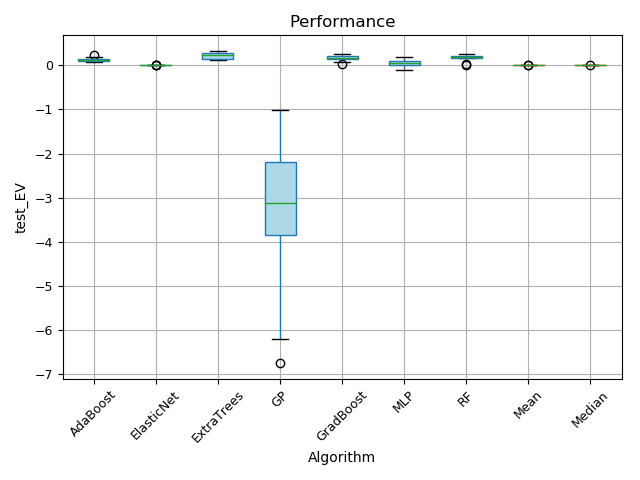 Performance
test_EV
0
−1
−2
−3
−4
−5
−6
−7
AdaBoost
ElasticNet
ExtraTrees
GP
GradBoost
MLP
RF
Mean
Median
Algorithm